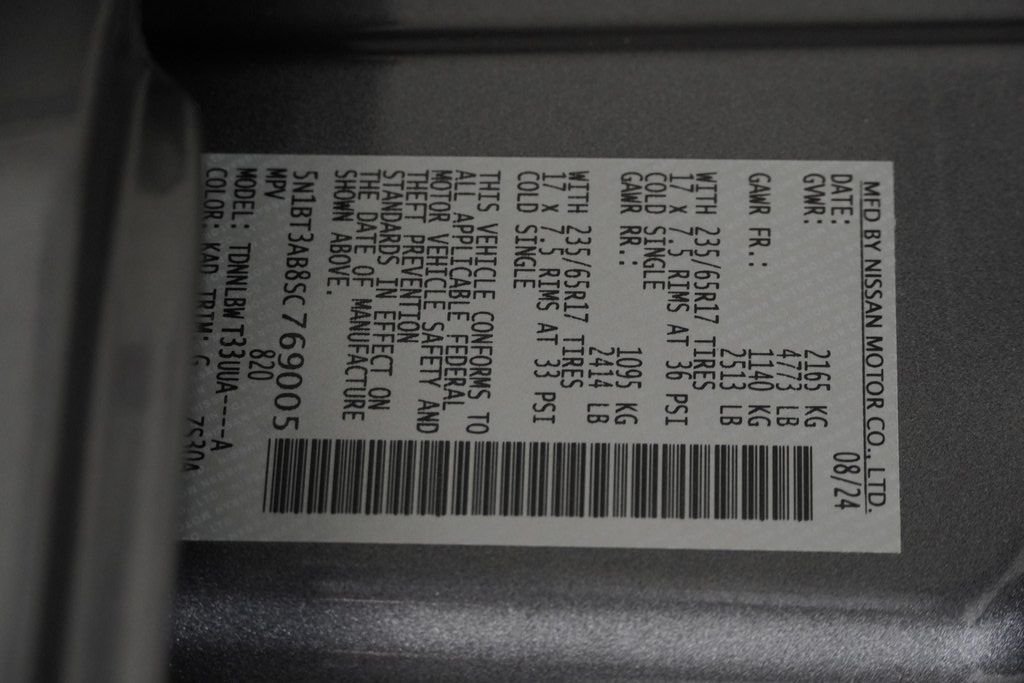 MFD BY NISSAN MOTOR CO., LTD.
DATE: 08/24
GVWR: 2165 KG
4773 LB
GAWR FR.: 1140 KG
2513 LB
WITH 235/65R17 TIRES
17 X 7.5 RIMS AT 36 PSI
COLD SINGLE
GAWR RR.: 1095 KG
2414 LB
WITH 235/65R17 TIRES
17 X 7.5 RIMS AT 33 PSI
COLD SINGLE
THIS VEHICLE CONFORMS TO
ALL APPLICABLE FEDERAL
MOTOR VEHICLE SAFETY AND
THEFT PREVENTION
STANDARDS IN EFFECT ON
THE DATE OF MANUFACTURE
SHOWN ABOVE.
5N1BT3AB8SC769005
MPV 820
MODEL: TDNNLBWT33UUA----A
COLOR: KAD TRIM: G